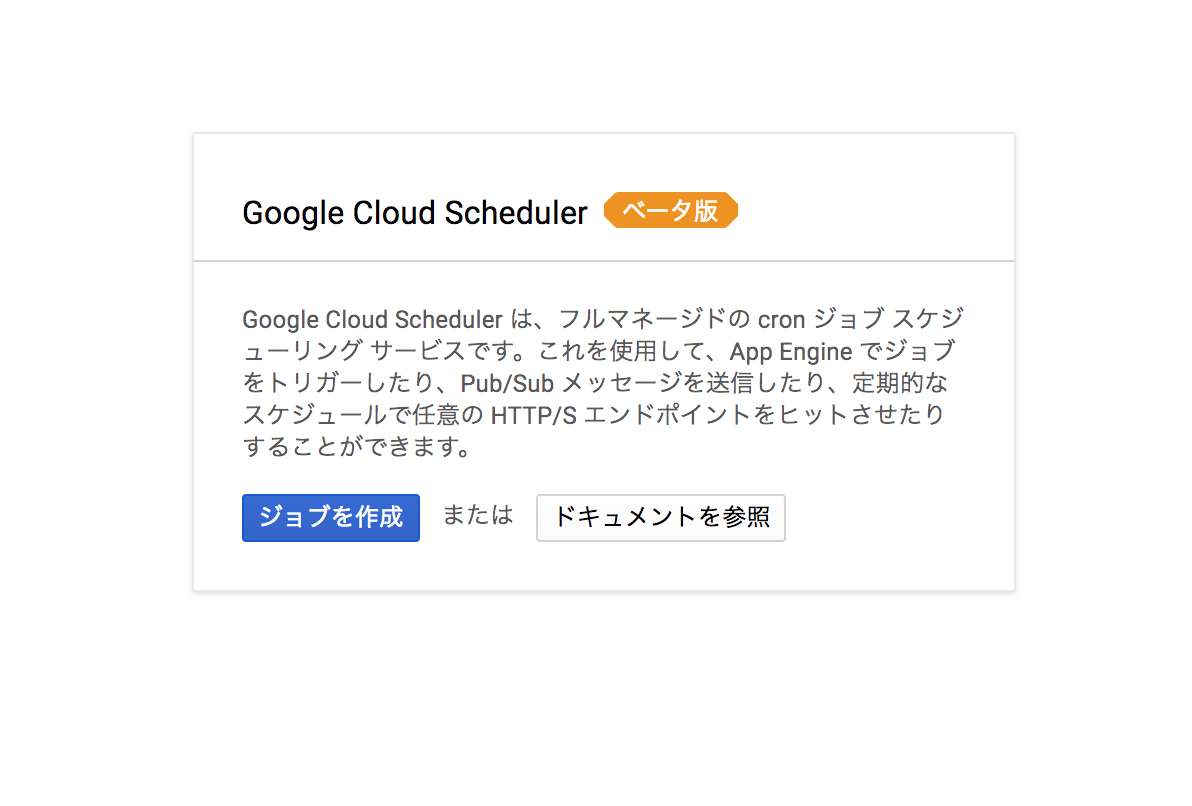 Google Cloud Scheduler ベータ版
Google Cloud Scheduler は、フルマネージドの cron ジョブ スケジ
ューリング サービスです。これを使用して、App Engine でジョブ
をトリガーしたり、Pub/Sub メッセージを送信したり、定期的な
スケジュールで任意の HTTP/S エンドポイントをヒットさせたり
することができます。
ジョブを作成 または ドキュメントを参照